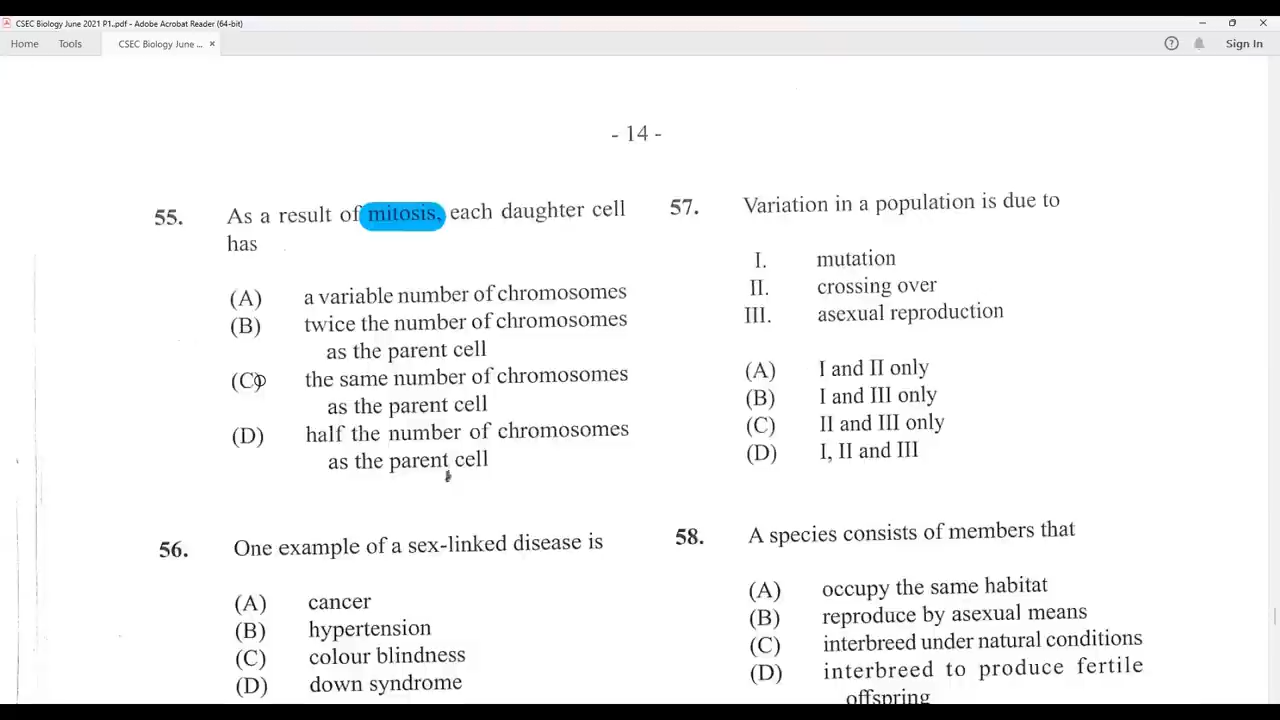 CSEC Biology June 2021 P1..pdf - Adobe Acrobat Reader (64-bit)
Home Tools CSEC Biology June ... × Sign In
- 14 -
55. As a result of mitosis, each daughter cell
has
(A) a variable number of chromosomes
(B) twice the number of chromosomes
as the parent cell
(C) the same number of chromosomes
as the parent cell
(D) half the number of chromosomes
as the parent cell
56. One example of a sex-linked disease is
(A) cancer
(B) hypertension
(C) colour blindness
(D) down syndrome
57. Variation in a population is due to
I. mutation
II. crossing over
III. asexual reproduction
(A) I and II only
(B) I and III only
(C) II and III only
(D) I, II and III
58. A species consists of members that
(A) occupy the same habitat
(B) reproduce by asexual means
(C) interbreed under natural conditions
(D) interbreed to produce fertile
offspring